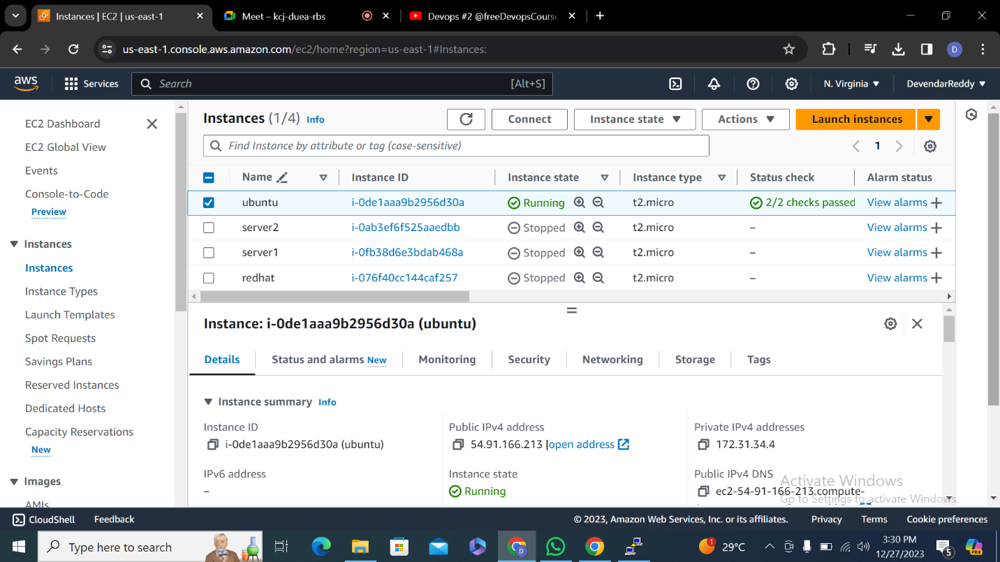 Instances | EC2 | us-east-1
Meet – kcj-duea-rbs
Devops #2 @freeDevopsCourse
us-east-1.console.aws.amazon.com/ec2/home?region=us-east-1#Instances:
D
aws
Services
Search
[Alt+S]
N. Virginia
DevendarReddy
EC2 Dashboard
EC2 Global View
Events
Console-to-Code
Preview
Instances
Instances
Instance Types
Launch Templates
Spot Requests
Savings Plans
Reserved Instances
Dedicated Hosts
Capacity Reservations
New
Images
AMIs
Instances (1/4) Info
Connect
Instance state
Actions
Launch instances
Find Instance by attribute or tag (case-sensitive)
1
Name Instance ID Instance state Instance type Status check Alarm status
ubuntu i-0de1aaa9b2956d30a Running t2.micro 2/2 checks passed View alarms +
server2 i-0ab3ef6f525aaedbb Stopped t2.micro – View alarms +
server1 i-0fb38d6e3bdab468a Stopped t2.micro – View alarms +
redhat i-076f40cc144caf257 Stopped t2.micro – View alarms +
Instance: i-0de1aaa9b2956d30a (ubuntu)
Details Status and alarms New Monitoring Security Networking Storage Tags
Instance summary Info
Instance ID
i-0de1aaa9b2956d30a (ubuntu)
Public IPv4 address
54.91.166.213 |open address
Private IPv4 addresses
172.31.34.4
IPv6 address
–
Instance state
Running
Public IPv4 DNS
ec2-54-91-166-213.compute-
Activate Windows
Go to Settings to activate Windows.
CloudShell
Feedback
© 2023, Amazon Web Services, Inc. or its affiliates.
Privacy
Terms
Cookie preferences
Type here to search
D
1
29°C
3:30 PM
12/27/2023
5
PRE